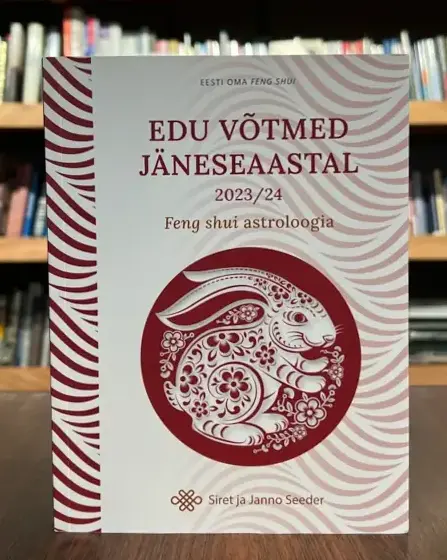 EESTI OMA FENG SHUI
EDU VÕTMED
JÄNESEAASTAL
2023/24
Feng shui astroloogia
Siret ja Janno Seeder